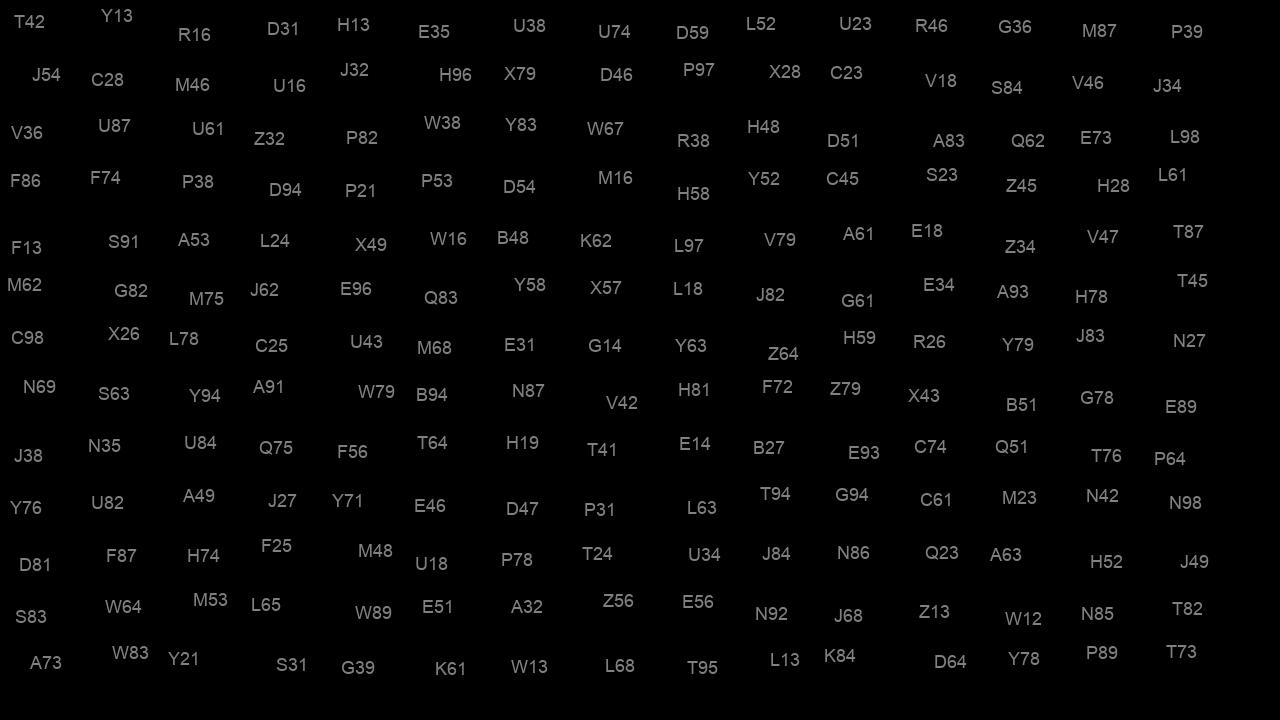 T42 Y13 R16 D31 H13 E35 U38 U74 D59 L52 U23 R46 G36 M87 P39
J54 C28 M46 U16 J32 H96 X79 D46 P97 X28 C23 V18 S84 V46 J34
V36 U87 U61 Z32 P82 W38 Y83 W67 R38 H48 D51 A83 Q62 E73 L98
F86 F74 P38 D94 P21 P53 D54 M16 H58 Y52 C45 S23 Z45 H28 L61
F13 S91 A53 L24 X49 W16 B48 K62 L97 V79 A61 E18 Z34 V47 T87
M62 G82 M75 J62 E96 Q83 Y58 X57 L18 J82 G61 E34 A93 H78 T45
C98 X26 L78 C25 U43 M68 E31 G14 Y63 Z64 H59 R26 Y79 J83 N27
N69 S63 Y94 A91 W79 B94 N87 V42 H81 F72 Z79 X43 B51 G78 E89
J38 N35 U84 Q75 F56 T64 H19 T41 E14 B27 E93 C74 Q51 T76 P64
Y76 U82 A49 J27 Y71 E46 D47 P31 L63 T94 G94 C61 M23 N42 N98
D81 F87 H74 F25 M48 U18 P78 T24 U34 J84 N86 Q23 A63 H52 J49
S83 W64 M53 L65 W89 E51 A32 Z56 E56 N92 J68 Z13 W12 N85 T82
A73 W83 Y21 S31 G39 K61 W13 L68 T95 L13 K84 D64 Y78 P89 T73